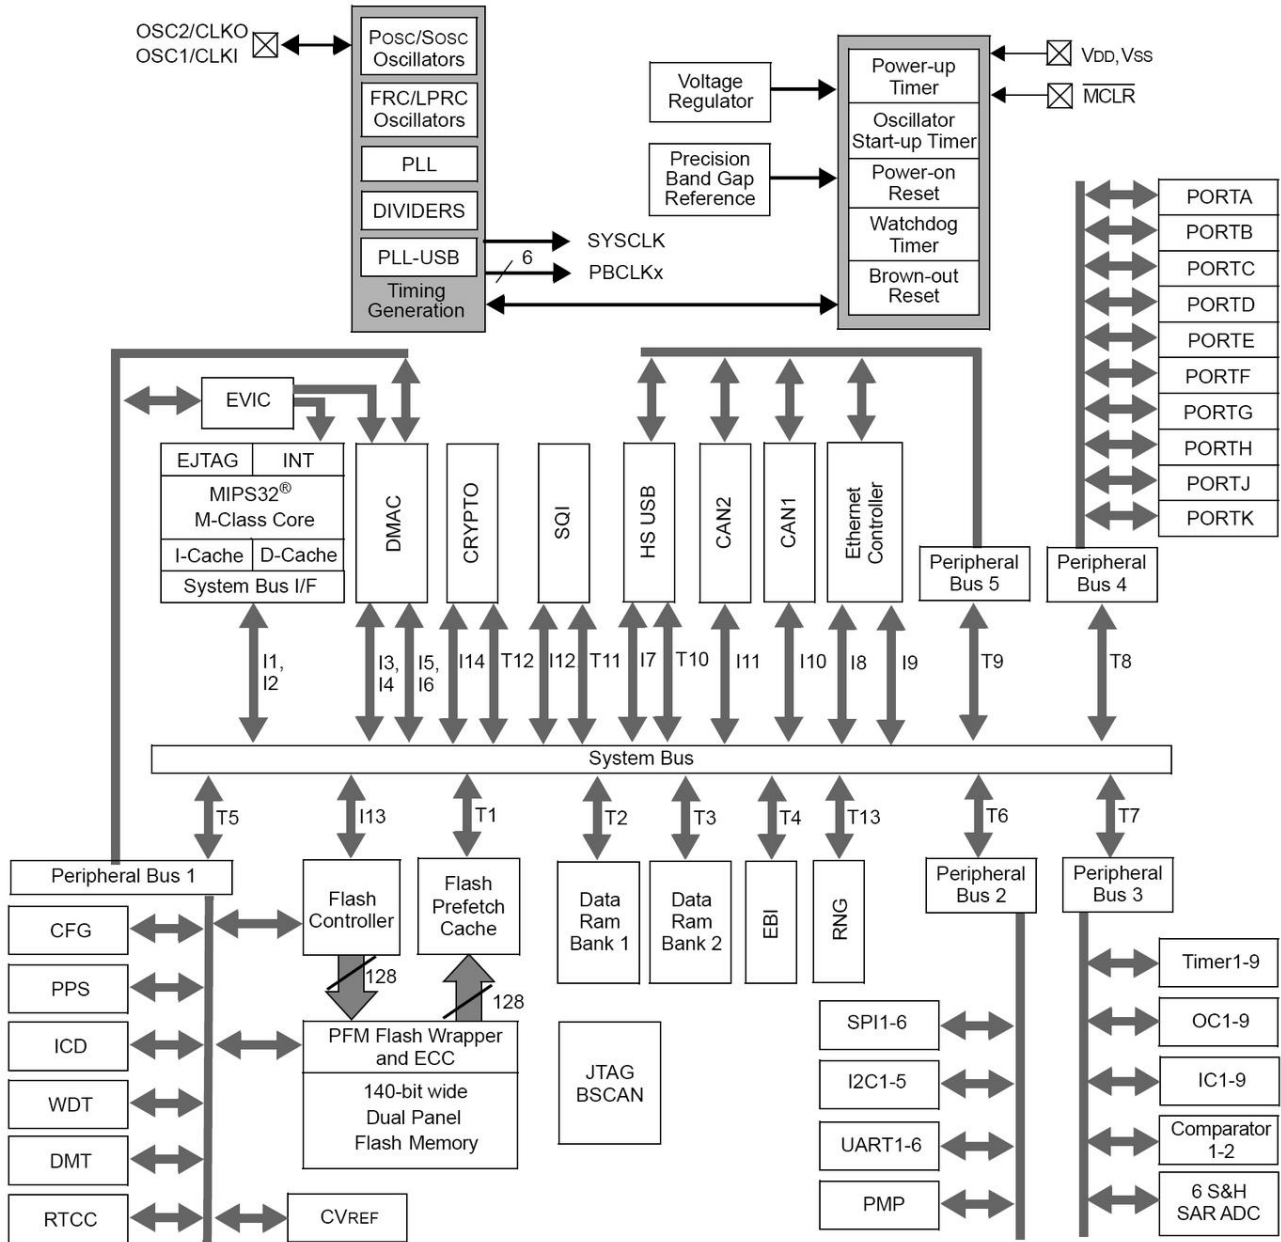 OSC2/CLKO
OSC1/CLKI
POSC/SOSC
Oscillators
FRC/LPRC
Oscillators
PLL
DIVIDERS
PLL-USB
Timing
Generation
SYSCLK
6
PBCLKx
Voltage
Regulator
Precision
Band Gap
Reference
Power-up
Timer
Oscillator
Start-up Timer
Power-on
Reset
Watchdog
Timer
Brown-out
Reset
VDD, VSS
MCLR
PORTA
PORTB
PORTC
PORTD
PORTE
PORTF
PORTG
PORTH
PORTJ
PORTK
EVIC
EJTAG
INT
MIPS32®
M-Class Core
I-Cache
D-Cache
System Bus I/F
DMAC
CRYPTO
SQI
HS USB
CAN2
CAN1
Ethernet
Controller
Peripheral
Bus 5
Peripheral
Bus 4
I1,
I2
I3,
I4
I5,
I6
I14
T12
I12
T11
I7
T10
I11
I10
I8
I9
T9
T8
System Bus
T5
I13
T1
T2
T3
T4
T13
T6
T7
Peripheral Bus 1
Flash
Controller
Flash
Prefetch
Cache
Data
Ram
Bank 1
Data
Ram
Bank 2
EBI
RNG
Peripheral
Bus 2
Peripheral
Bus 3
CFG
PPS
ICD
WDT
DMT
RTCC
128
128
PFM Flash Wrapper
and ECC
140-bit wide
Dual Panel
Flash Memory
CVREF
JTAG
BSCAN
SPI1-6
I2C1-5
UART1-6
PMP
Timer1-9
OC1-9
IC1-9
Comparator
1-2
6 S&H
SAR ADC